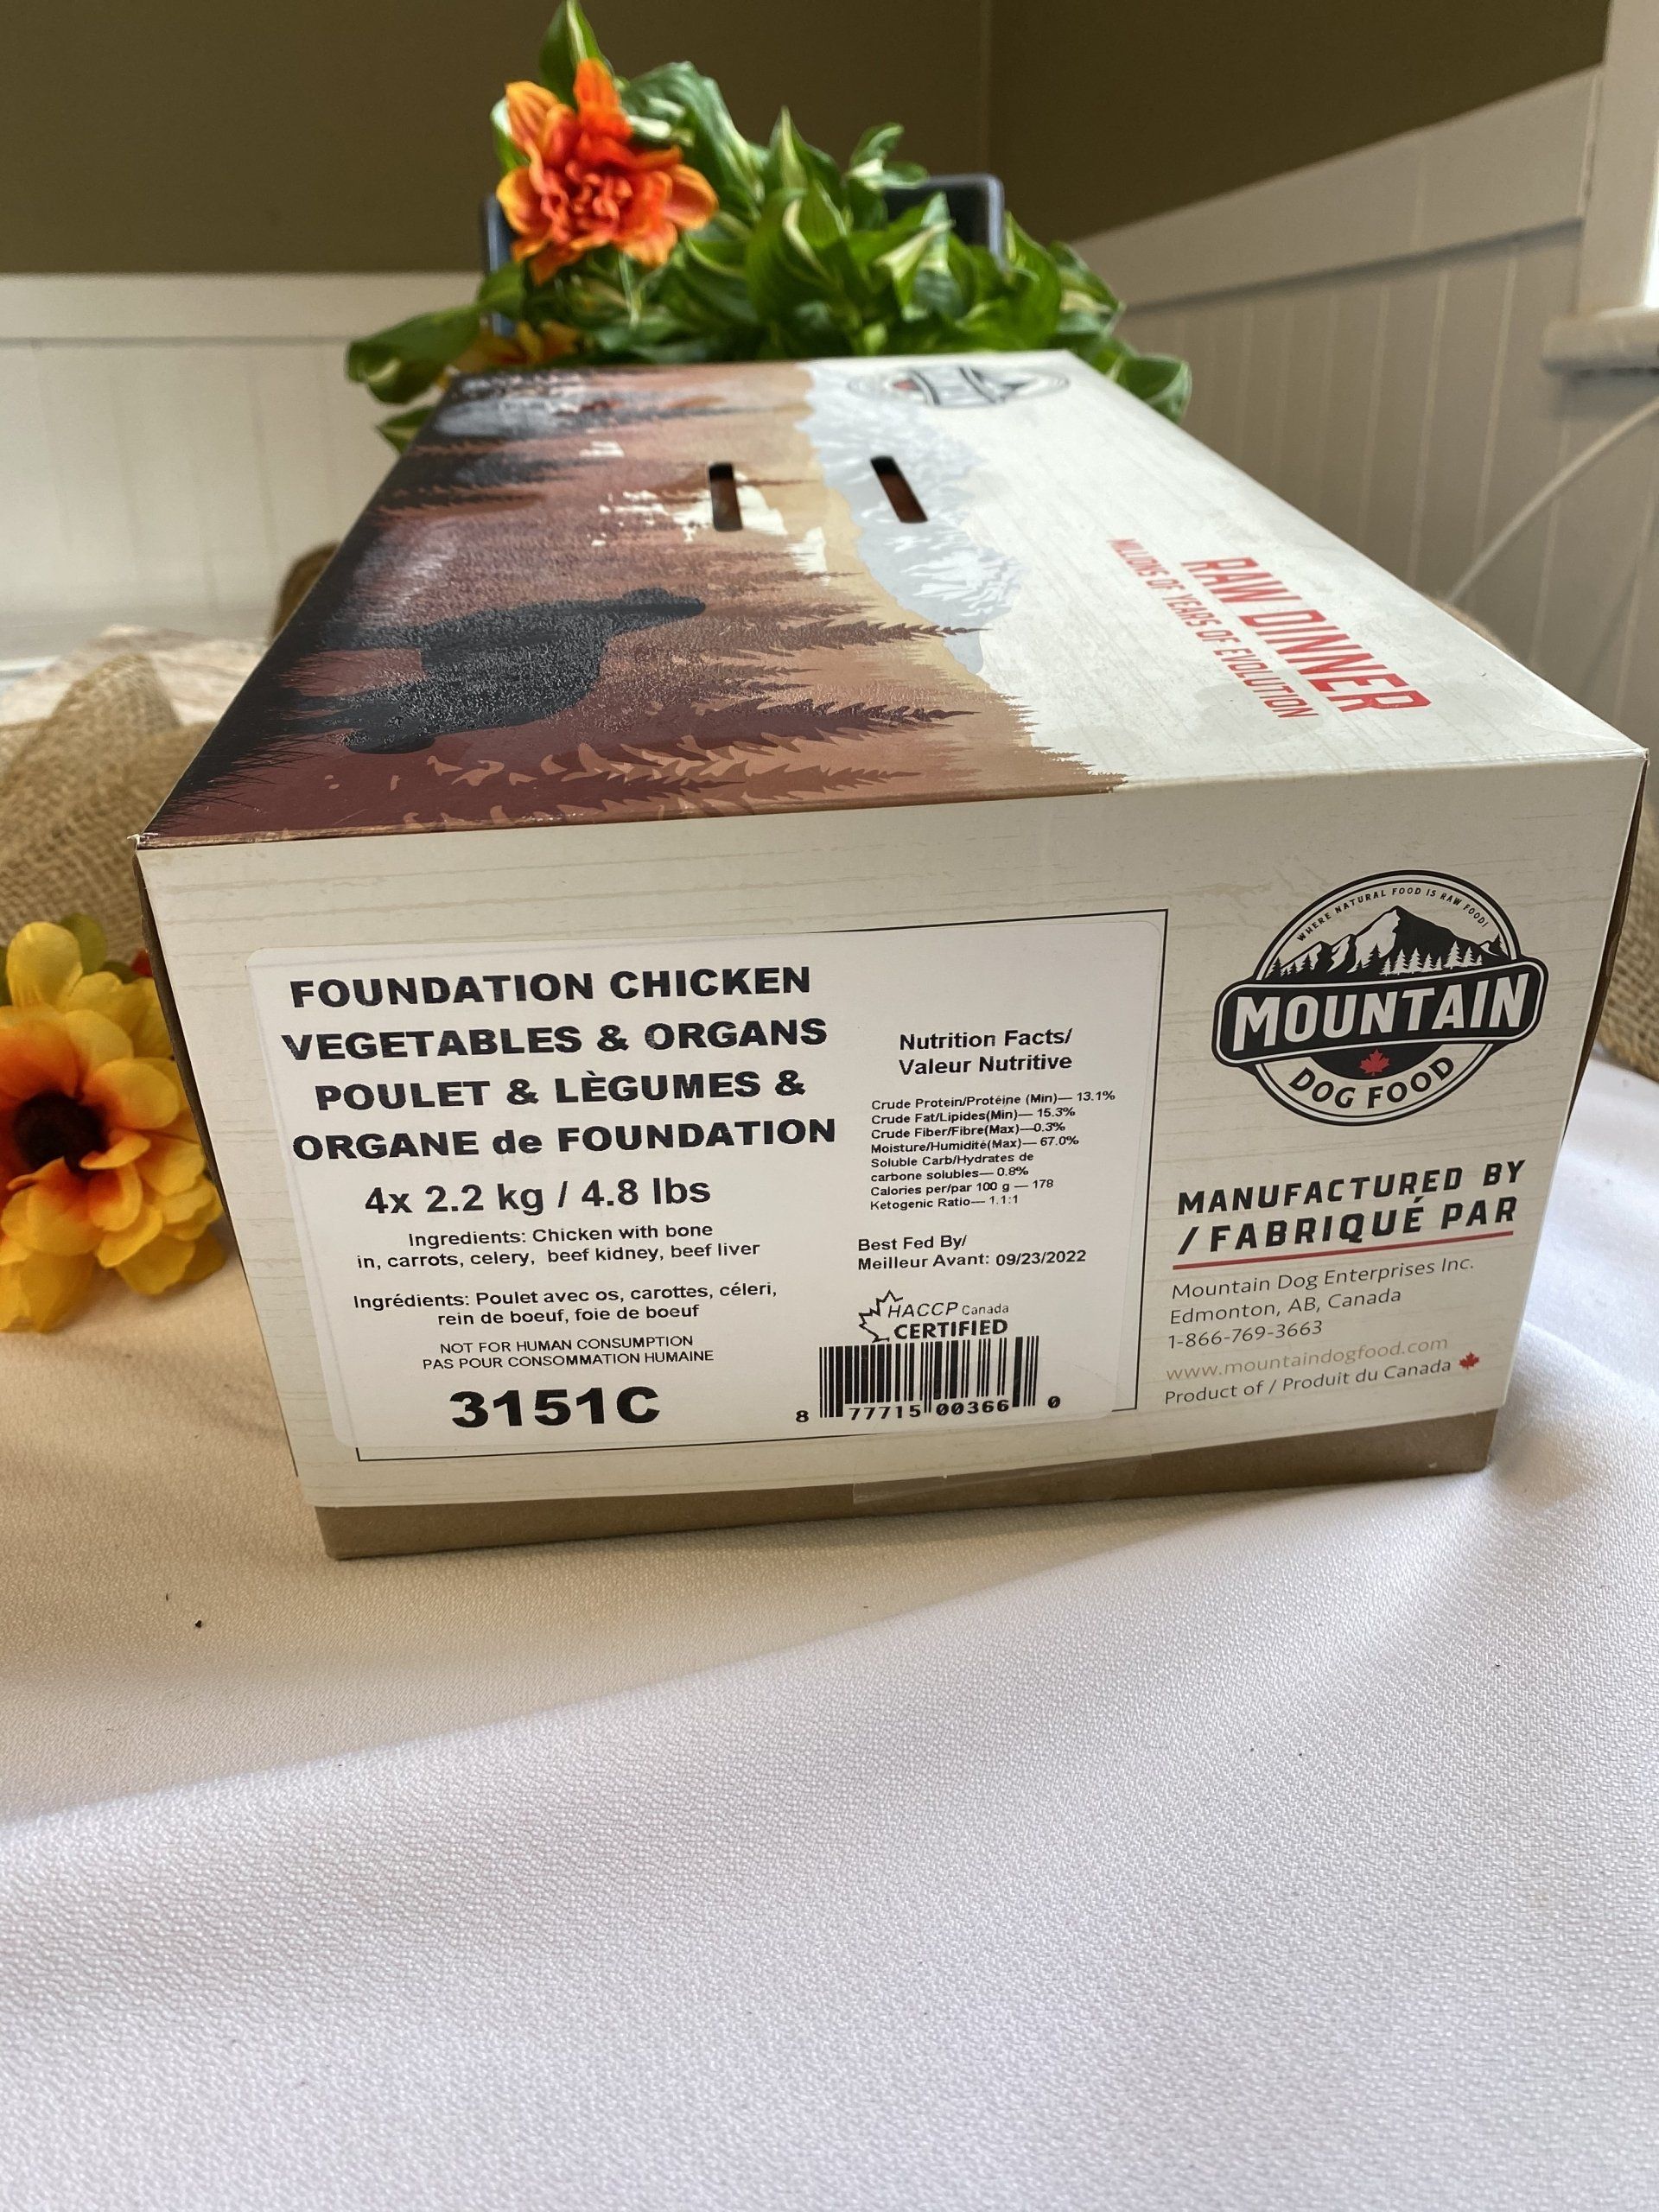 RAW DINNER
MILLIONS OF YEARS OF EVOLUTION
FOUNDATION CHICKEN
VEGETABLES & ORGANS
POULET & LÈGUMES &
ORGANE de FOUNDATION
4x 2.2 kg / 4.8 lbs
Ingredients: Chicken with bone
in, carrots, celery, beef kidney, beef liver
Ingrédients: Poulet avec os, carottes, céleri,
rein de boeuf, foie de boeuf
NOT FOR HUMAN CONSUMPTION
PAS POUR CONSOMMATION HUMAINE
3151C
Nutrition Facts/
Valeur Nutritive
Crude Protein/Protéine (Min)— 13.1%
Crude Fat/Lipides(Min)— 15.3%
Crude Fiber/Fibre(Max)—0.3%
Moisture/Humidité(Max)— 67.0%
Soluble Carb/Hydrates de
carbone solubles— 0.8%
Calories per/par 100 g — 178
Ketogenic Ratio— 1.1:1
Best Fed By/
Meilleur Avant: 09/23/2022
HACCP Canada
CERTIFIED
8 77715 00366 0
WHERE NATURAL FOOD IS RAW FOOD!
MOUNTAIN
DOG FOOD
MANUFACTURED BY
/ FABRIQUÉ PAR
Mountain Dog Enterprises Inc.
Edmonton, AB, Canada
1-866-769-3663
www.mountaindogfood.com
Product of / Produit du Canada